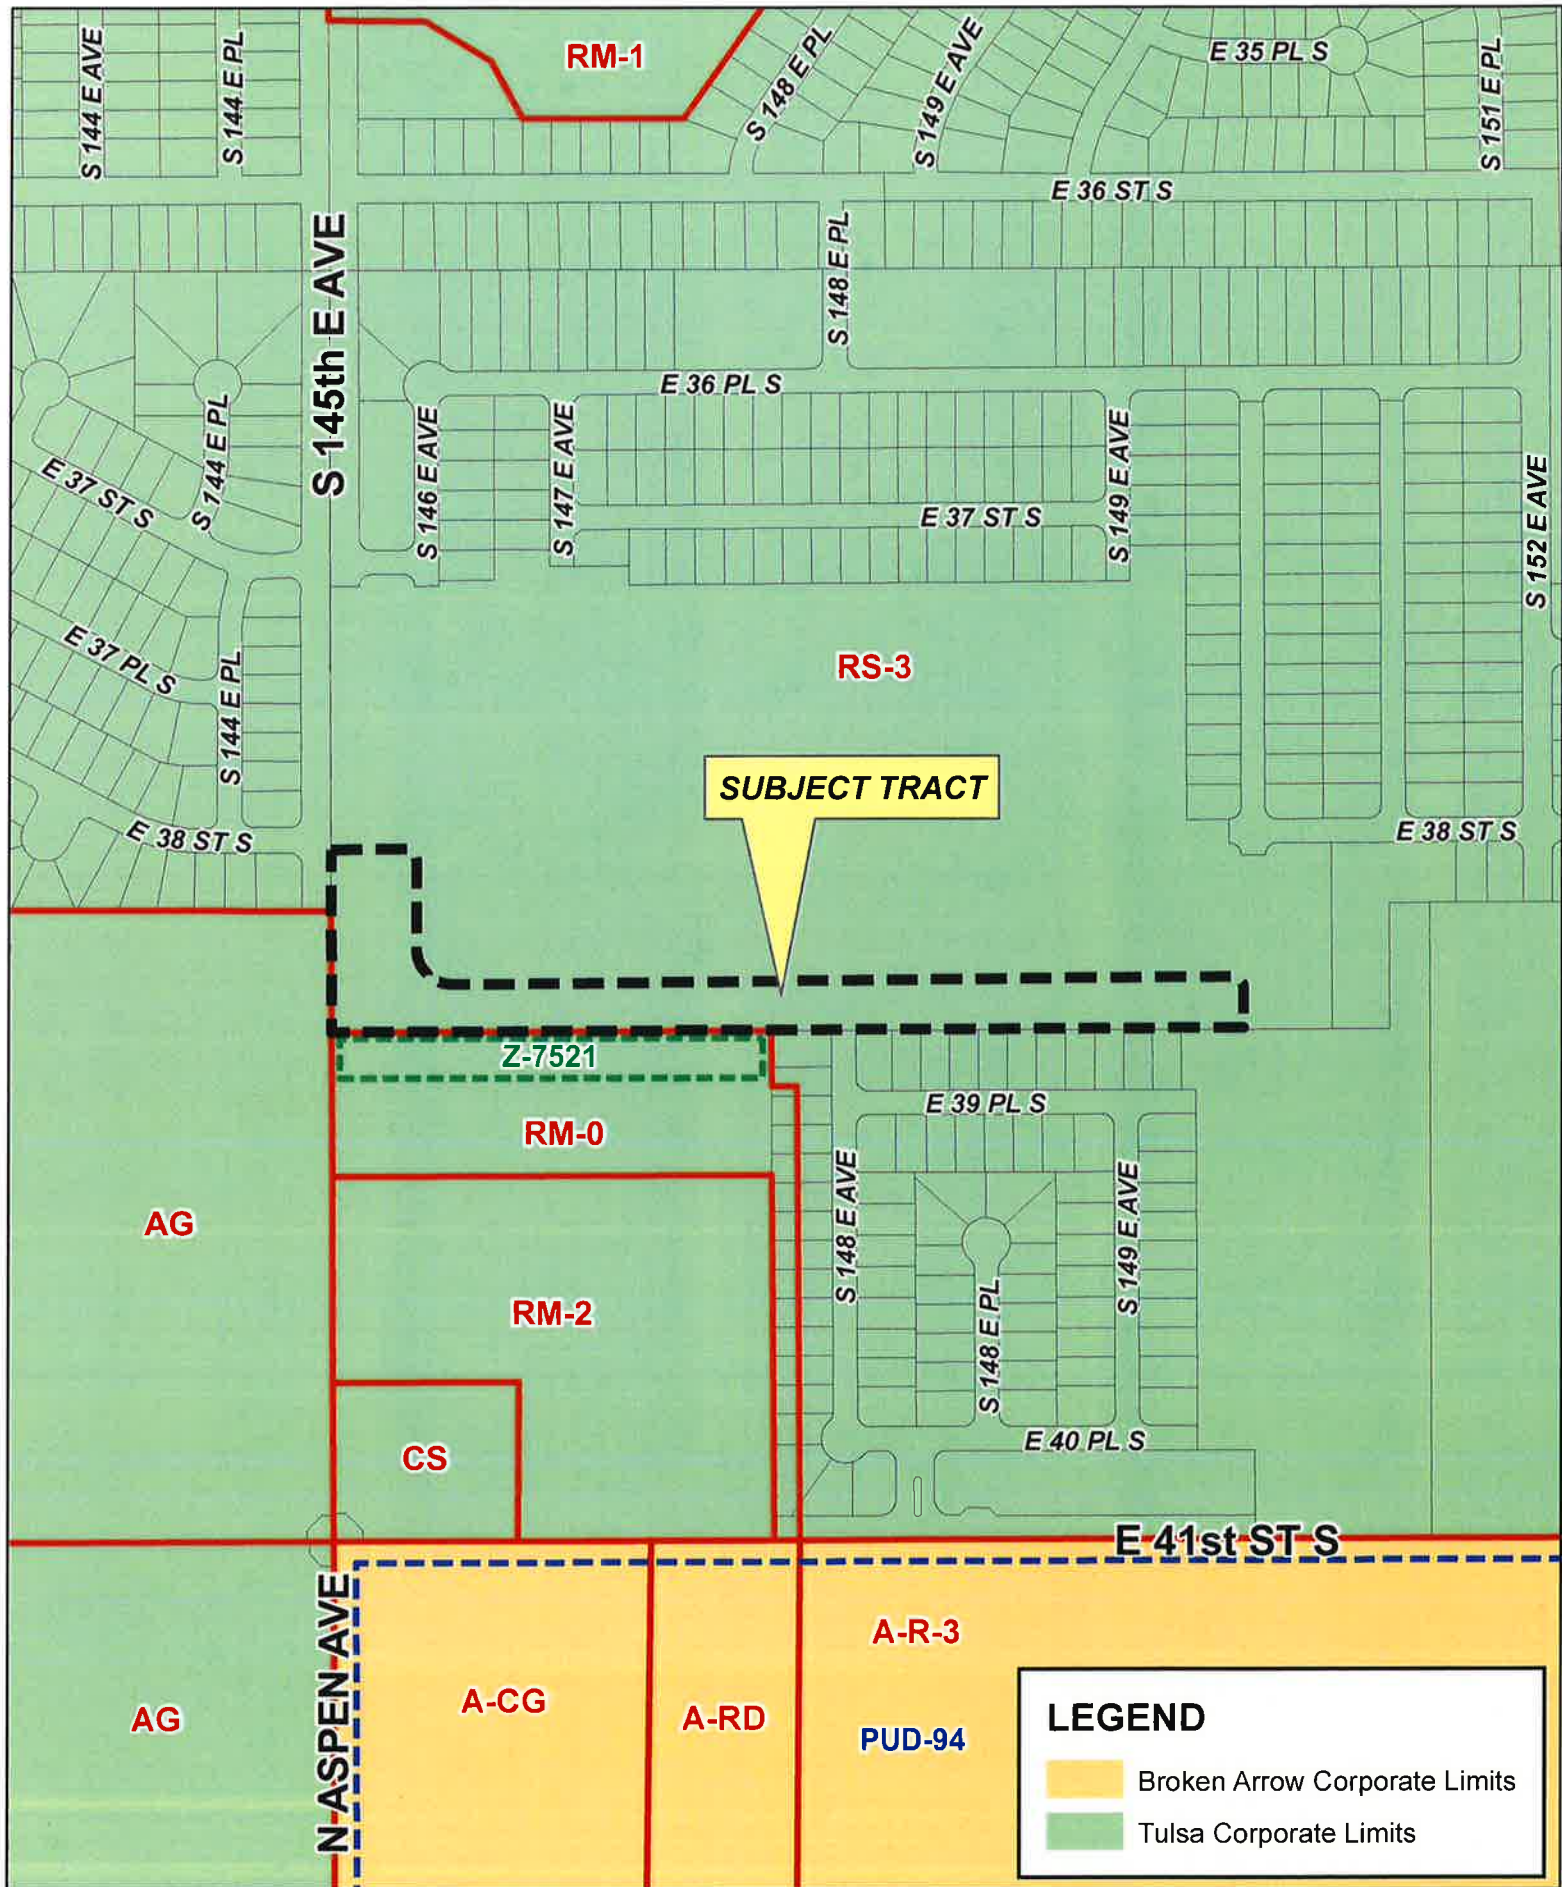 RM-1
S 144 E AVE
S 144 E PL
S 148 E PL
S 149 E AVE
E 35 PL S
S 151 E PL
E 36 ST S
S 145th E AVE
S 148 E PL
E 36 PL S
S 144 E PL
S 146 E AVE
S 147 E AVE
S 149 E AVE
E 37 ST S
E 37 ST S
S 152 E AVE
E 37 PL S
S 144 E PL
RS-3
SUBJECT TRACT
E 38 ST S
E 38 ST S
Z-7521
E 39 PL S
RM-0
AG
S 148 E AVE
S 149 E AVE
RM-2
S 148 E PL
CS
E 40 PL S
E 41st ST S
N ASPEN AVE
A-R-3
A-CG
A-RD
AG
PUD-94
LEGEND
Broken Arrow Corporate Limits
Tulsa Corporate Limits